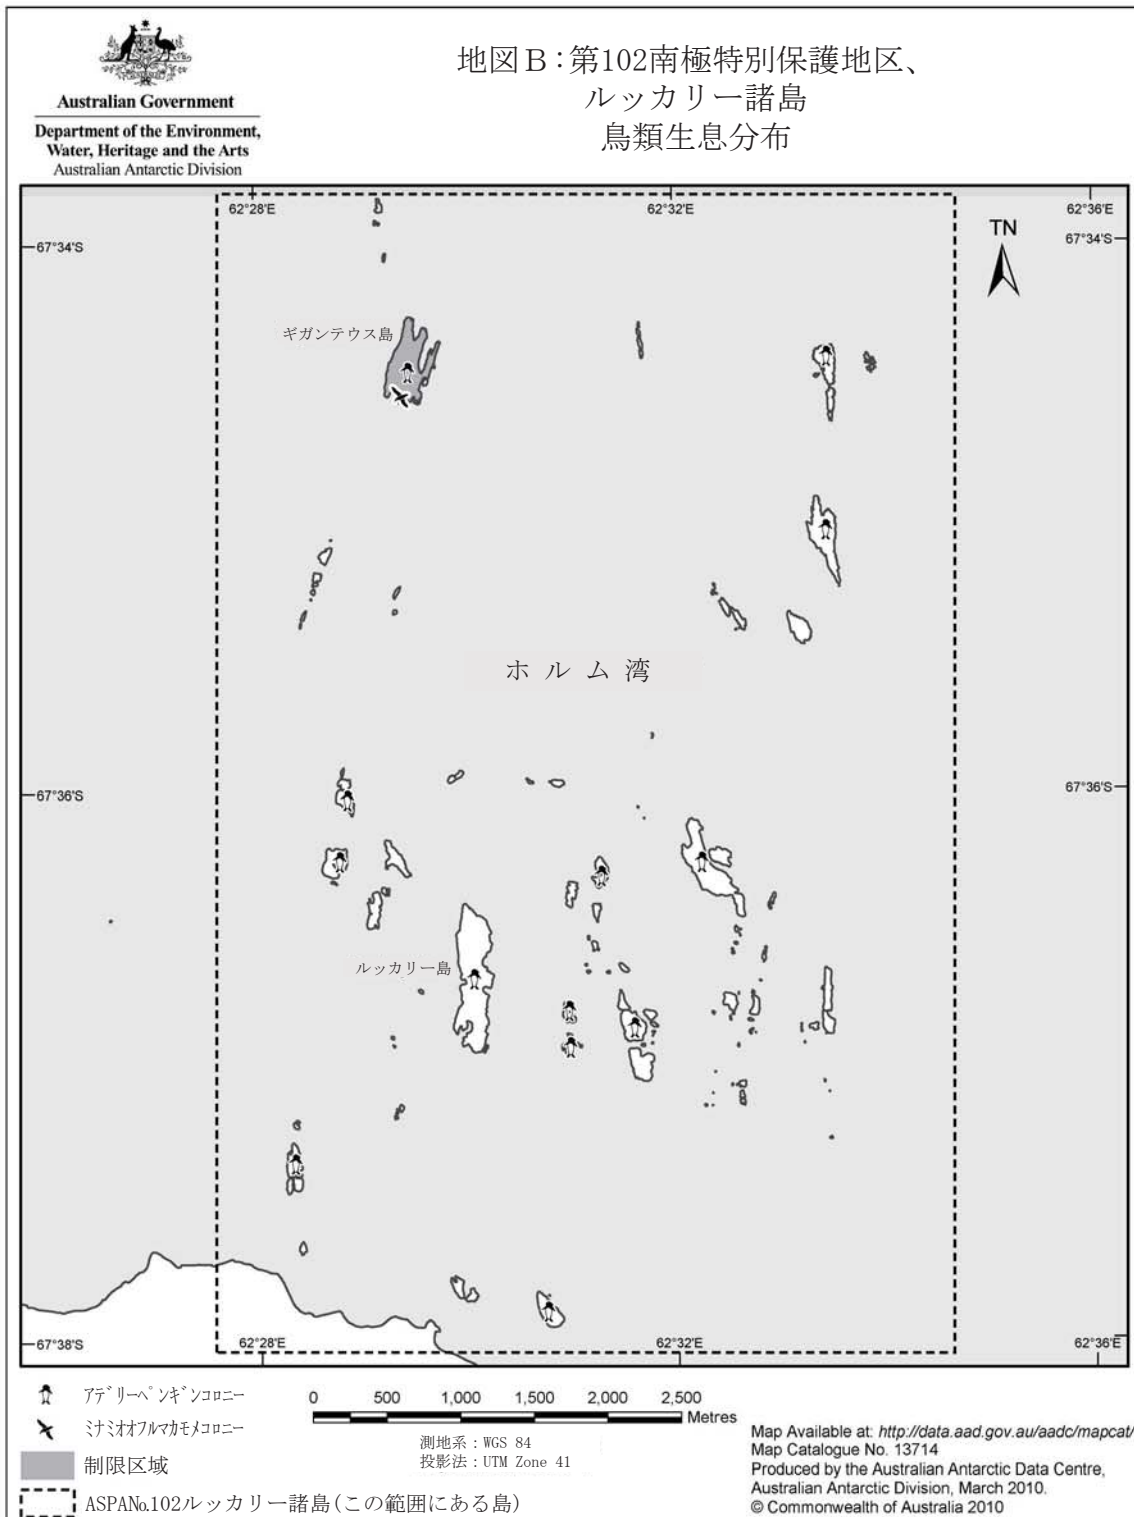 Australian Government
Department of the Environment,
Water, Heritage and the Arts
Australian Antarctic Division
地図Ｂ：第102南極特別保護地区、
ルッカリー諸島
鳥類生息分布
62°28'E
62°32'E
62°36'E
67°34'S
67°34'S
TN
ギガンテウス島
ホルム湾
67°36'S
67°36'S
ルッカリー島
67°38'S
62°28'E
62°32'E
62°36'E
ｱﾃﾞﾘｰﾍﾟﾝｷﾞﾝｺﾛﾆｰ
ﾐﾅﾐｵｵﾌﾙﾏｶﾓﾒｺﾛﾆｰ
制限区域
ASPA№102ルッカリー諸島(この範囲にある島)
0 500 1,000 1,500 2,000 2,500
Metres
測地系：WGS 84
投影法：UTM Zone 41
Map Available at: http://data.aad.gov.au/aadc/mapcat/
Map Catalogue No. 13714
Produced by the Australian Antarctic Data Centre,
Australian Antarctic Division, March 2010.
© Commonwealth of Australia 2010